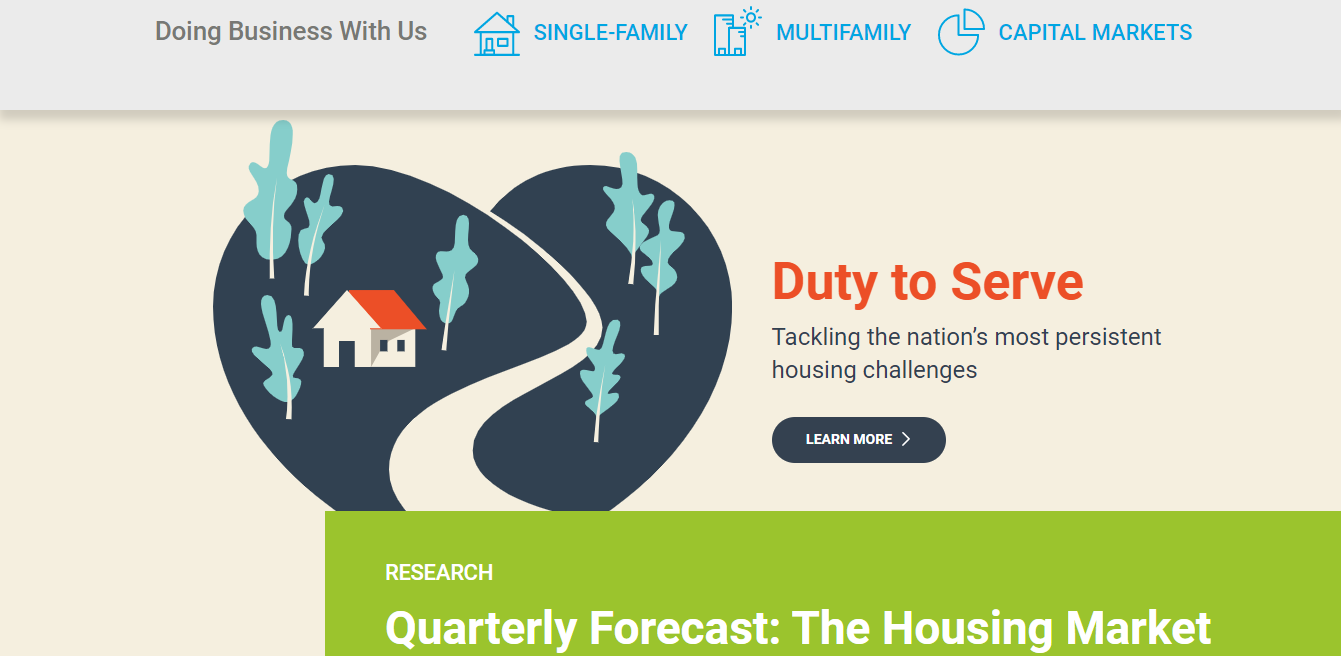 Doing Business With Us
SINGLE-FAMILY
MULTIFAMILY
CAPITAL MARKETS
Duty to Serve
Tackling the nation’s most persistent
housing challenges
LEARN MORE
RESEARCH
Quarterly Forecast: The Housing Market